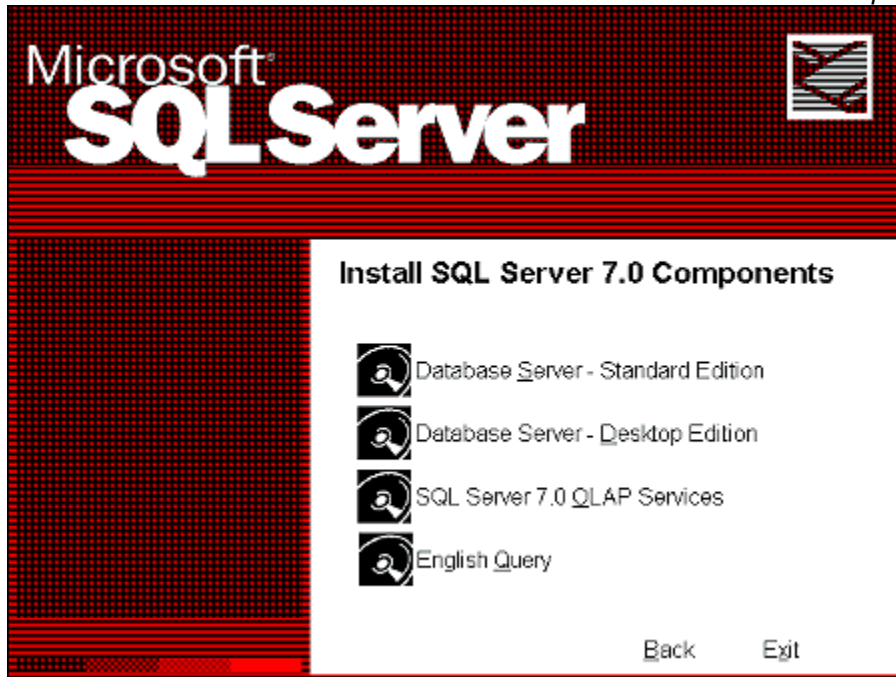 Microsoft®
SQL Server
Install SQL Server 7.0 Components
Database Server - Standard Edition
Database Server - Desktop Edition
SQL Server 7.0 OLAP Services
English Query
Back Exit